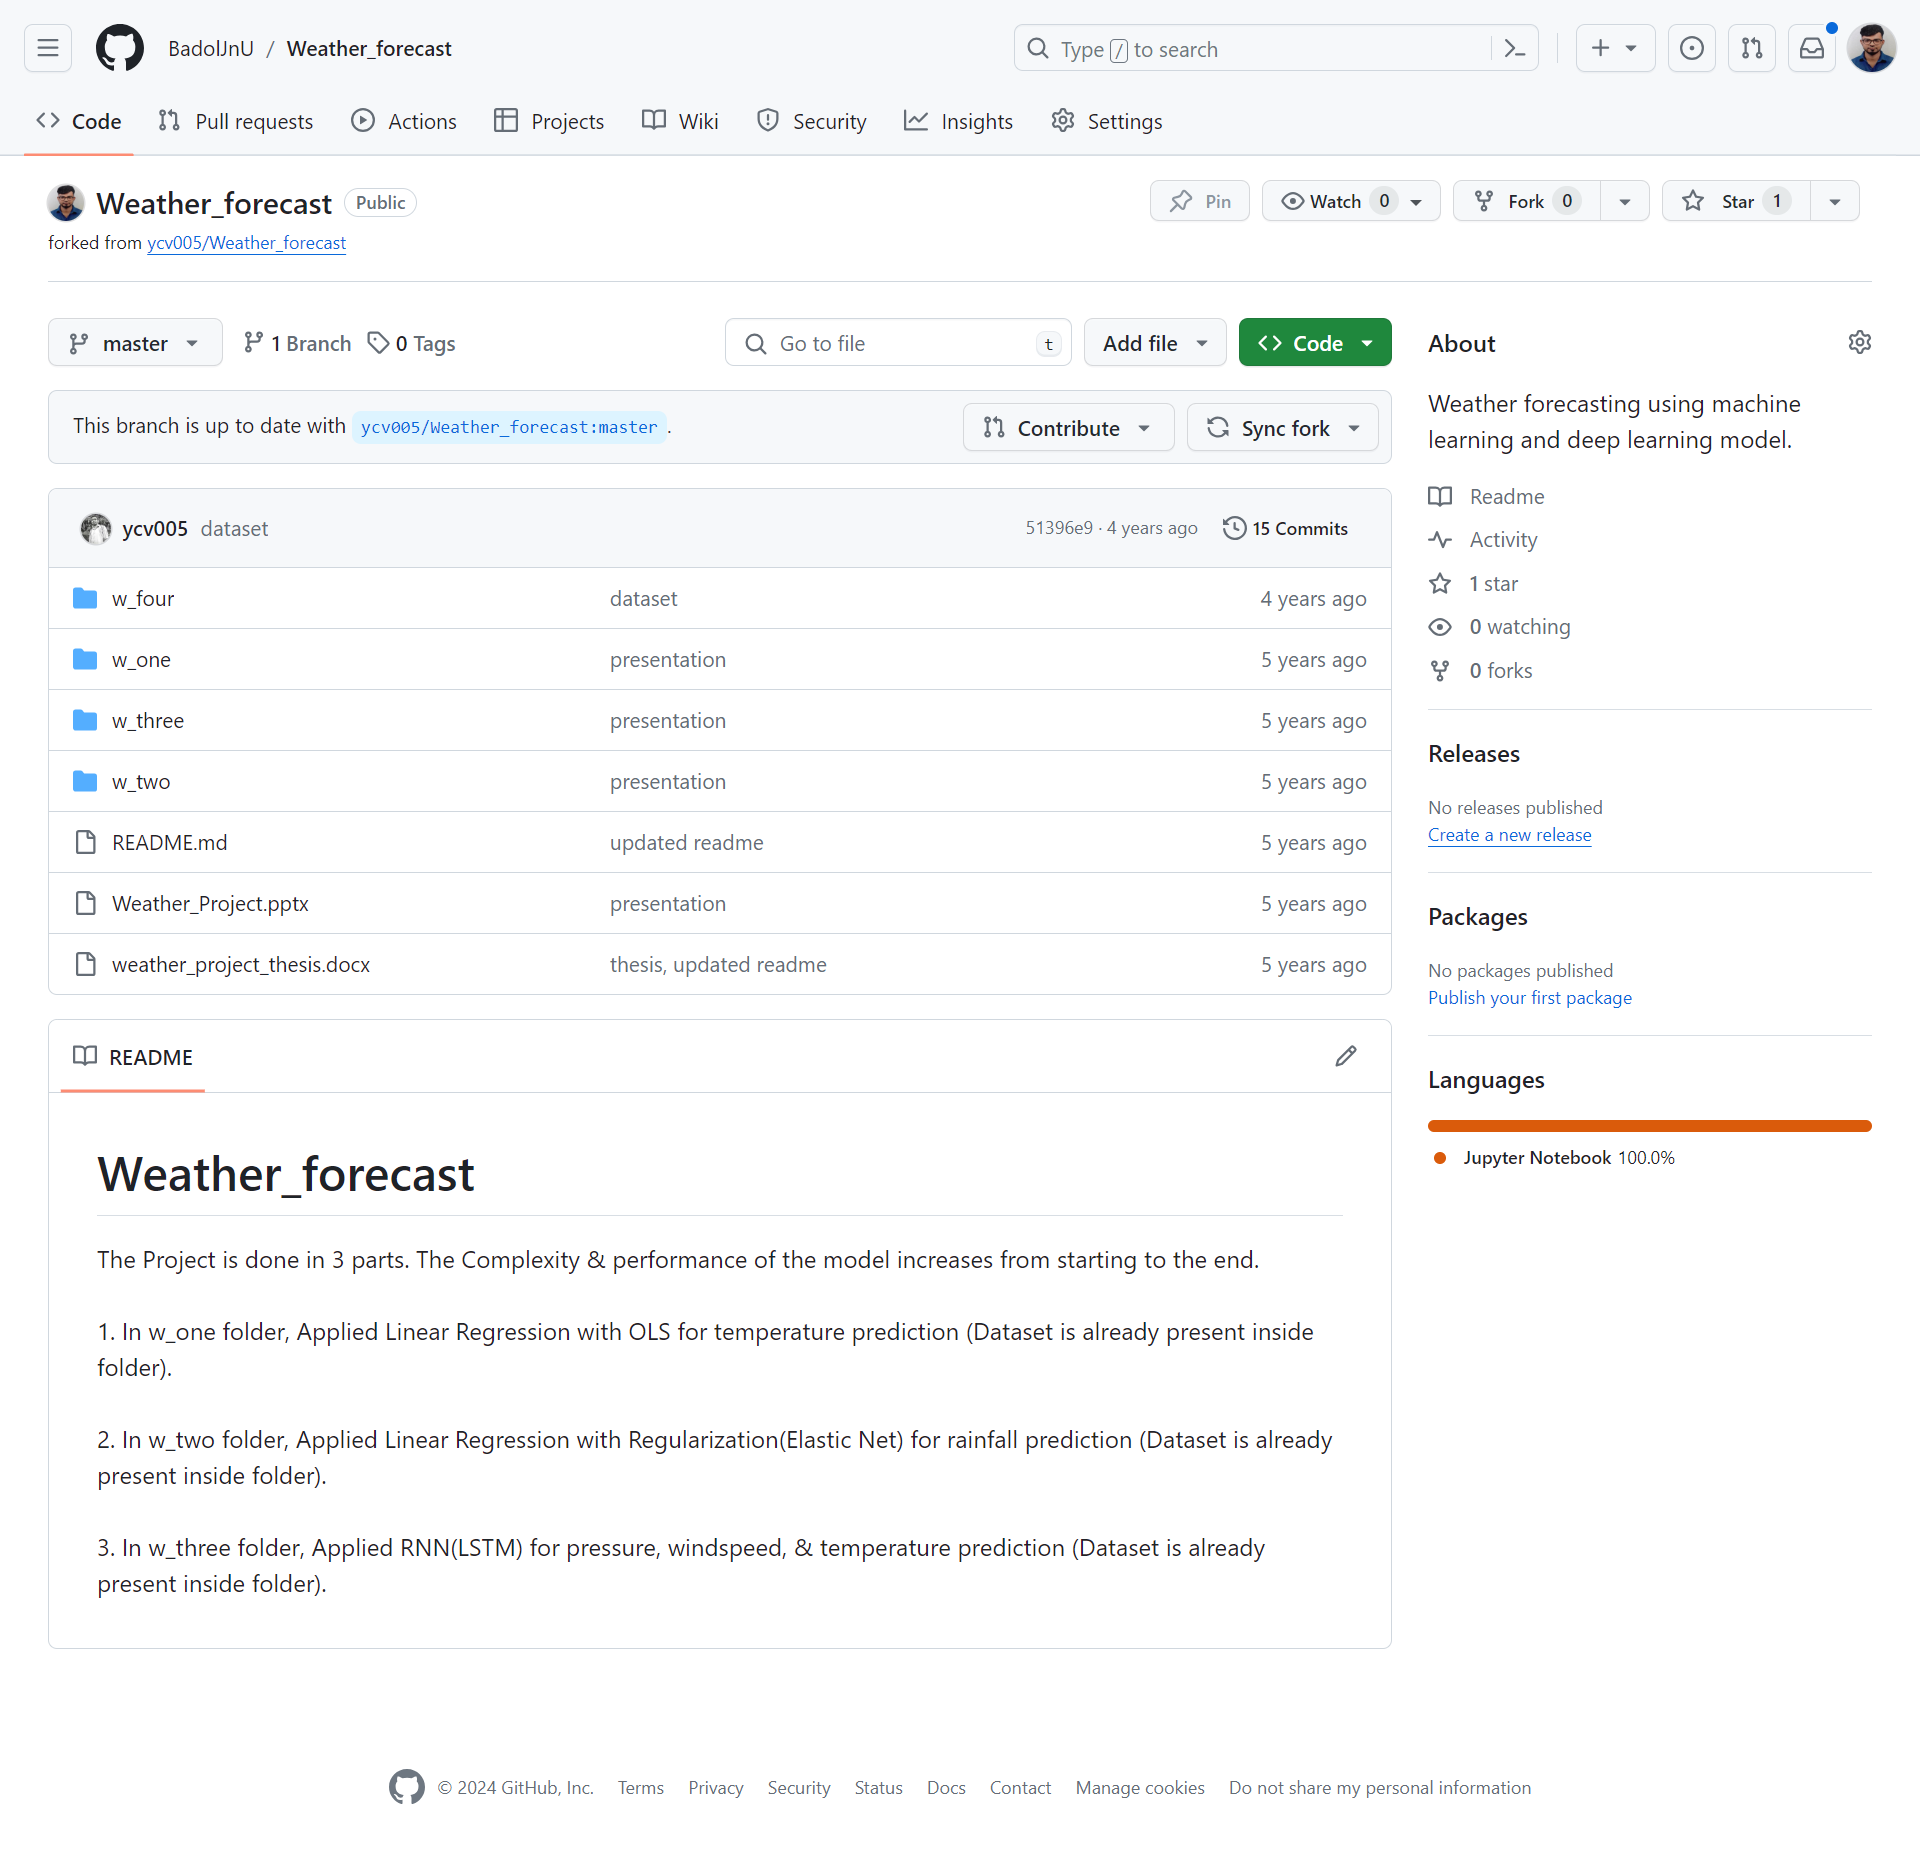 BadolJnU / Weather_forecast
Type / to search
Code Pull requests Actions Projects Wiki Security Insights Settings
Weather_forecast Public
Pin Watch 0 Fork 0 Star 1
forked from ycv005/Weather_forecast
master 1 Branch 0 Tags
Go to file t Add file Code
This branch is up to date with ycv005/Weather_forecast:master .
Contribute Sync fork
ycv005 dataset 51396e9 · 4 years ago 15 Commits
w_four dataset 4 years ago
w_one presentation 5 years ago
w_three presentation 5 years ago
w_two presentation 5 years ago
README.md updated readme 5 years ago
Weather_Project.pptx presentation 5 years ago
weather_project_thesis.docx thesis, updated readme 5 years ago
README
Weather_forecast
The Project is done in 3 parts. The Complexity & performance of the model increases from starting to the end.
1. In w_one folder, Applied Linear Regression with OLS for temperature prediction (Dataset is already present inside
folder).
2. In w_two folder, Applied Linear Regression with Regularization(Elastic Net) for rainfall prediction (Dataset is already
present inside folder).
3. In w_three folder, Applied RNN(LSTM) for pressure, windspeed, & temperature prediction (Dataset is already
present inside folder).
About
Weather forecasting using machine
learning and deep learning model.
Readme
Activity
1 star
0 watching
0 forks
Releases
No releases published
Create a new release
Packages
No packages published
Publish your first package
Languages
Jupyter Notebook 100.0%
© 2024 GitHub, Inc. Terms Privacy Security Status Docs Contact Manage cookies Do not share my personal information